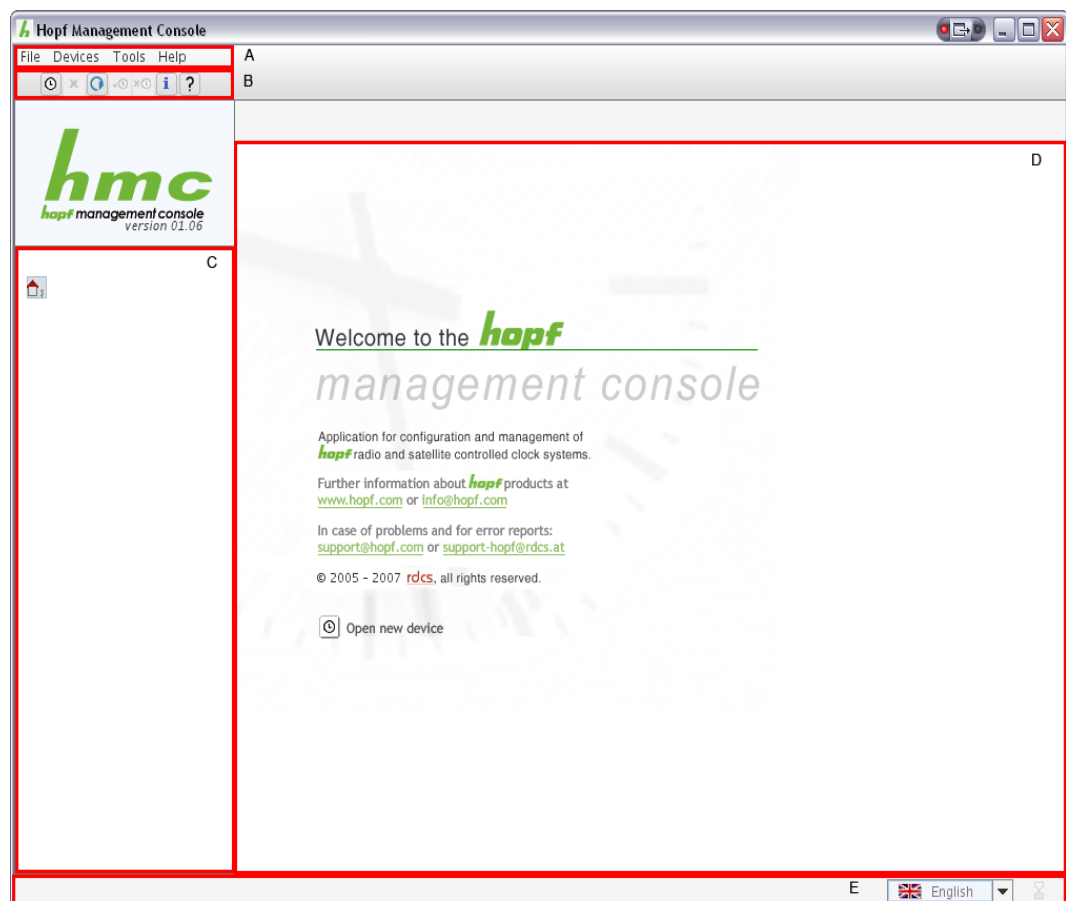 Hopf Management Console
File Devices Tools Help A
i ? B
hmc
hopf management console
version 01.06
C
D
Welcome to the hopf
management console
Application for configuration and management of
hopf radio and satellite controlled clock systems.
Further information about hopf products at
www.hopf.com or info@hopf.com
In case of problems and for error reports:
support@hopf.com or support-hopf@rdcs.at
© 2005 - 2007 rdcs, all rights reserved.
Open new device
E English